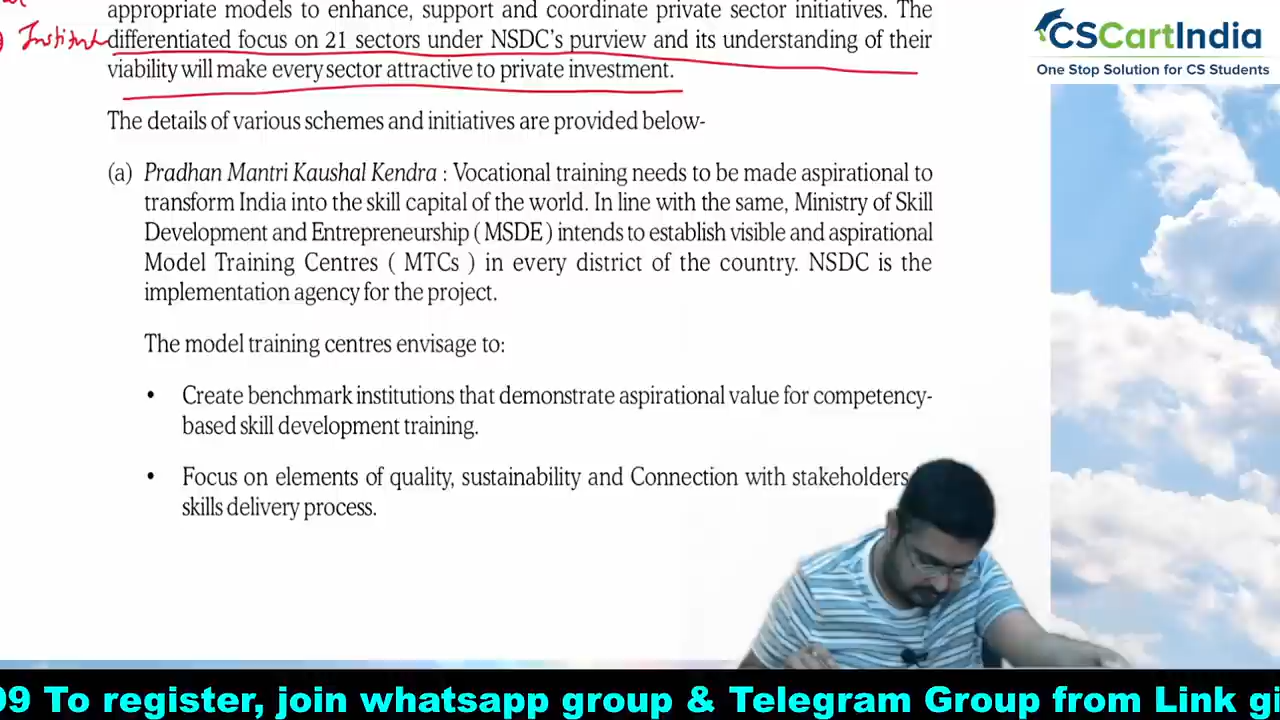 appropriate models to enhance, support and coordinate private sector initiatives. The
differentiated focus on 21 sectors under NSDC's purview and its understanding of their
viability will make every sector attractive to private investment.
The details of various schemes and initiatives are provided below-
(a) Pradhan Mantri Kaushal Kendra : Vocational training needs to be made aspirational to
transform India into the skill capital of the world. In line with the same, Ministry of Skill
Development and Entrepreneurship ( MSDE ) intends to establish visible and aspirational
Model Training Centres ( MTCs ) in every district of the country. NSDC is the
implementation agency for the project.
The model training centres envisage to:
• Create benchmark institutions that demonstrate aspirational value for competency-
based skill development training.
• Focus on elements of quality, sustainability and Connection with stakeholders
skills delivery process.
CSCartIndia
One Stop Solution for CS Students
99 To register, join whatsapp group & Telegram Group from Link gi